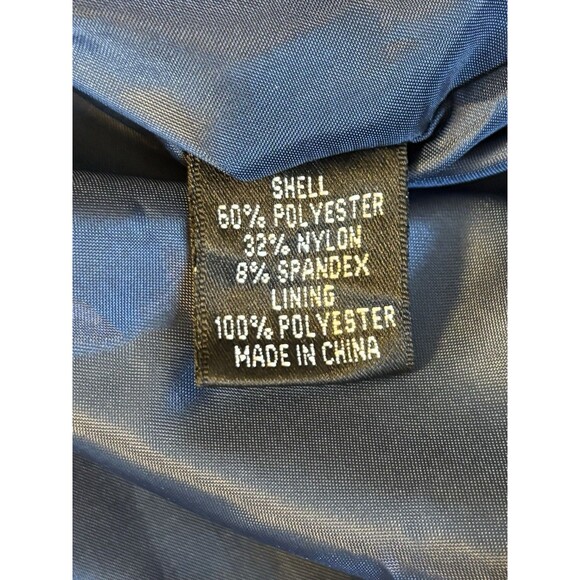 SHELL
60% POLYESTER
32% NYLON
8% SPANDEX
LINING
100% POLYESTER
MADE IN CHINA